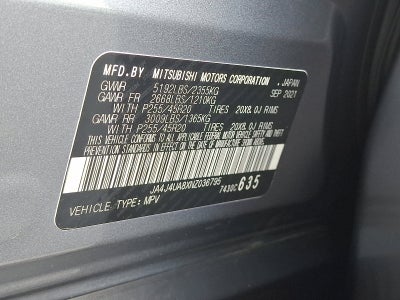 MFD.BY MITSUBISHI MOTORS CORPORATION, JAPAN
GVWR 5192LBS/2355KG SEP 2021
GAWR FR 2668LBS/1210KG
WITH P255/45R20 TIRES 20X8.0J RIMS
GAWR RR 3009LBS/1365KG
WITH P255/45R20 TIRES 20X8.0J RIMS
THIS VEHICLE CONFORMS TO ALL APPLICABLE
FEDERAL MOTOR VEHICLE SAFETY, BUMPER AND THEFT
PREVENTION STANDARDS IN EFFECT ON THE DATE OF
MANUFACTURE SHOWN ABOVE.
JA4J4UA8XNZ036795
7430C635
VEHICLE TYPE: MPV